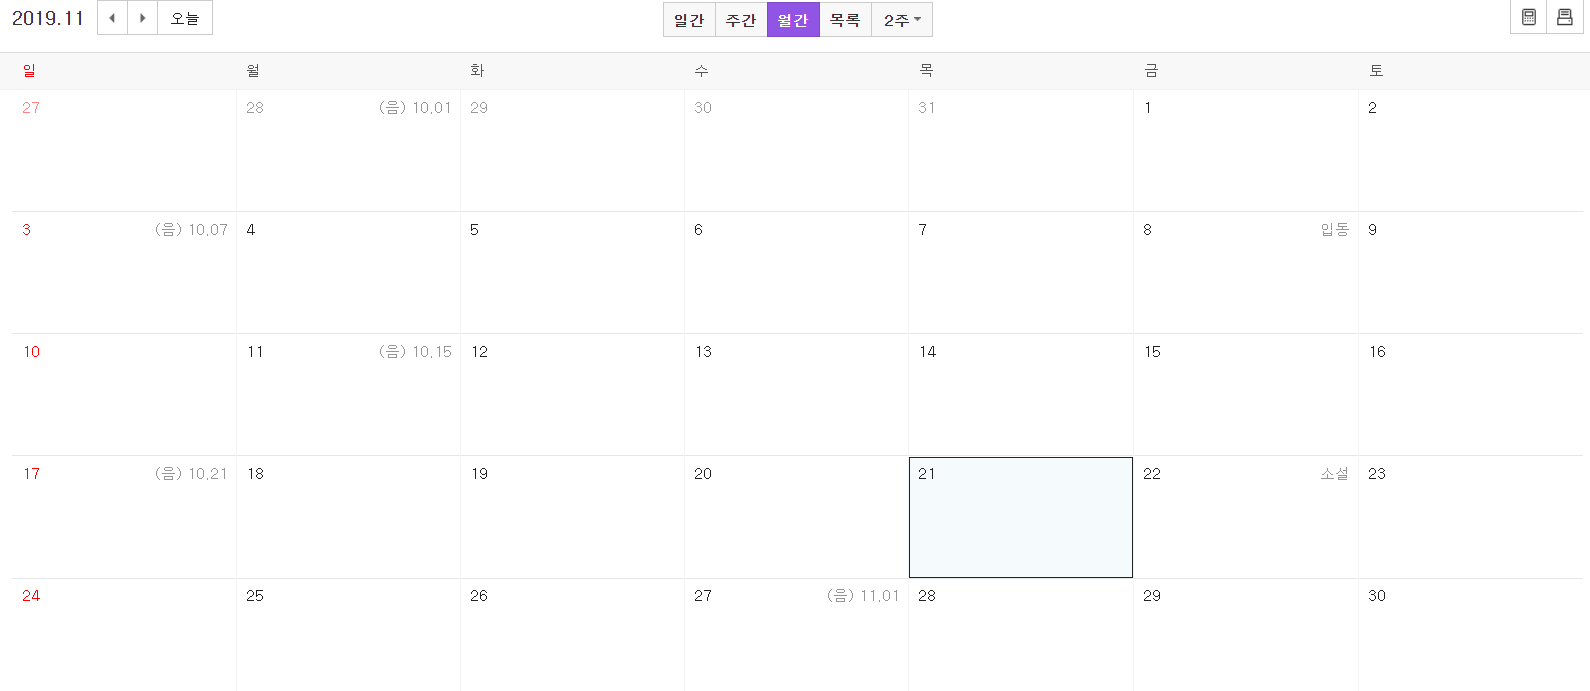 2019.11 오늘 일간 주간 월간 목록 2주
일 월 화 수 목 금 토
27 28 (음) 10.01 29 30 31 1 2
3 (음) 10.07 4 5 6 7 8 입동 9
10 11 (음) 10.15 12 13 14 15 16
17 (음) 10.21 18 19 20 21 22 소설 23
24 25 26 27 (음) 11.01 28 29 30